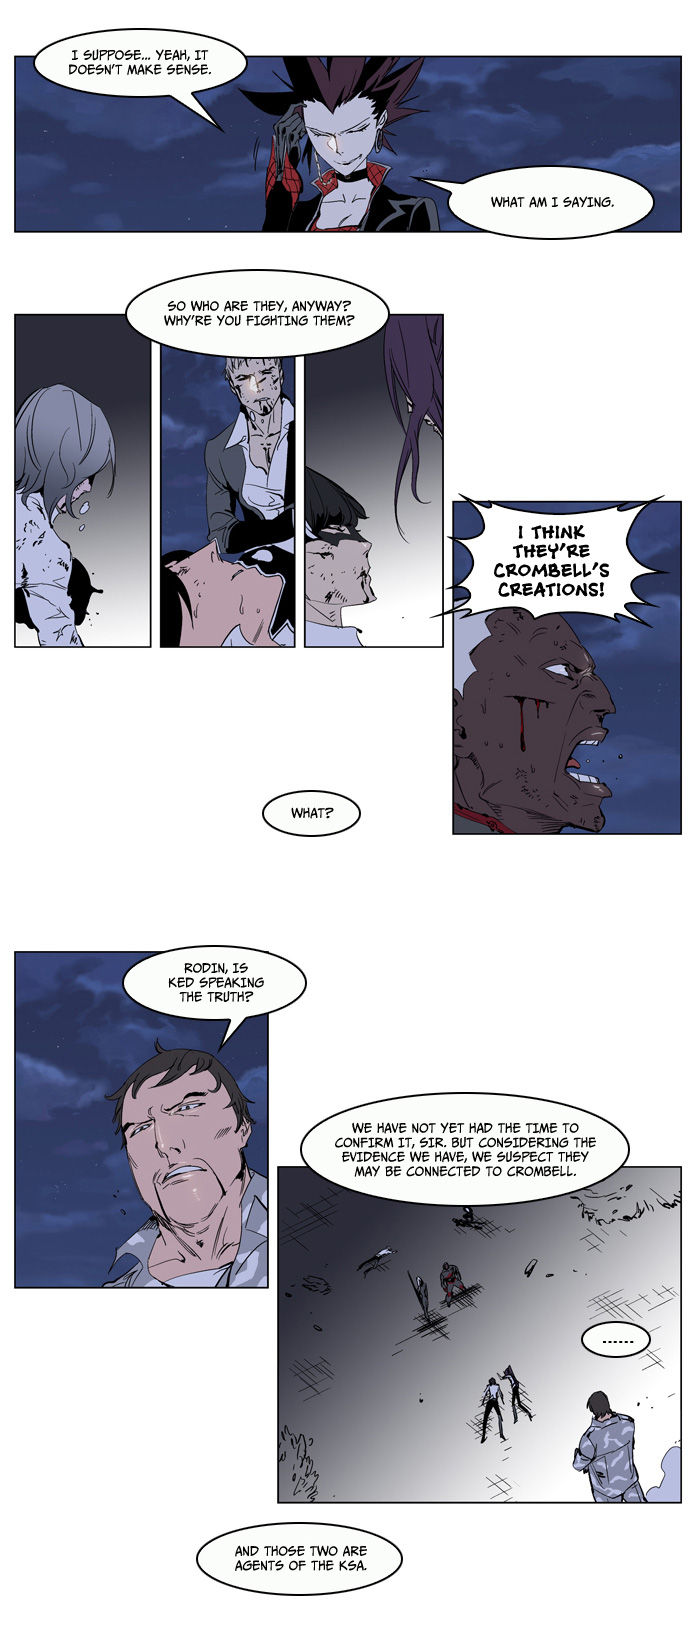 I SUPPOSE... YEAH, IT
DOESN'T MAKE SENSE.
WHAT AM I SAYING.
SO WHO ARE THEY, ANYWAY?
WHY'RE YOU FIGHTING THEM?
I THINK
THEY'RE
CROMBELL'S
CREATIONS!
WHAT?
RODIN, IS
KED SPEAKING
THE TRUTH?
WE HAVE NOT YET HAD THE TIME TO
CONFIRM IT, SIR. BUT CONSIDERING THE
EVIDENCE WE HAVE, WE SUSPECT THEY
MAY BE CONNECTED TO CROMBELL.
......
AND THOSE TWO ARE
AGENTS OF THE KSA.